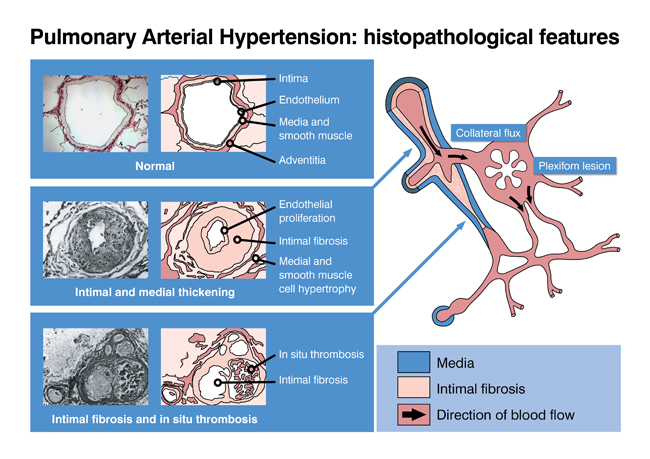 Pulmonary Arterial Hypertension: histopathological features
Intima
Endothelium
Media and
smooth muscle
Adventitia
Normal
Endothelial
proliferation
Intimal fibrosis
Medial and
smooth muscle
cell hypertrophy
Intimal and medial thickening
In situ thrombosis
Intimal fibrosis
Intimal fibrosis and in situ thrombosis
Collateral flux
Plexifom lesion
Media
Intimal fibrosis
Direction of blood flow